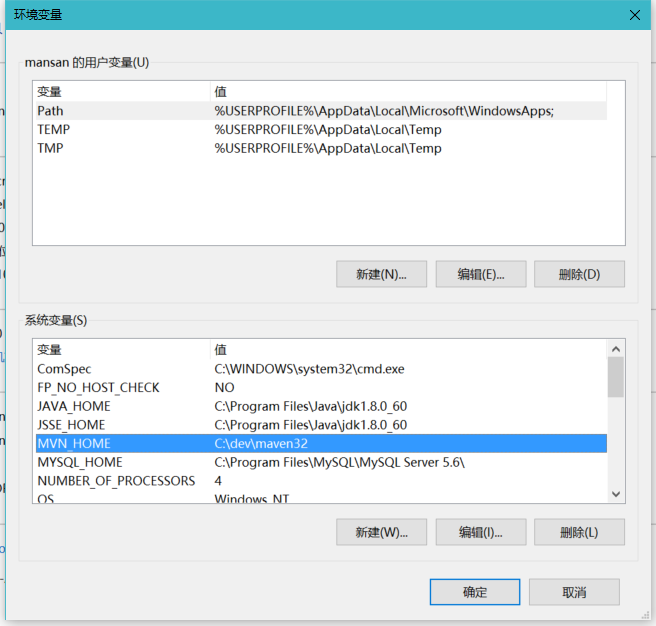 环境变量
mansan 的用户变量(U)
变量 值
Path %USERPROFILE%\AppData\Local\Microsoft\WindowsApps;
TEMP %USERPROFILE%\AppData\Local\Temp
TMP %USERPROFILE%\AppData\Local\Temp
新建(N)... 编辑(E)... 删除(D)
系统变量(S)
变量 值
ComSpec C:\WINDOWS\system32\cmd.exe
FP_NO_HOST_CHECK NO
JAVA_HOME C:\Program Files\Java\jdk1.8.0_60
JSSE_HOME C:\Program Files\Java\jdk1.8.0_60
MVN_HOME C:\dev\maven32
MYSQL_HOME C:\Program Files\MySQL\MySQL Server 5.6\
NUMBER_OF_PROCESSORS 4
OS Windows_NT
新建(W)... 编辑(I)... 删除(L)
确定 取消